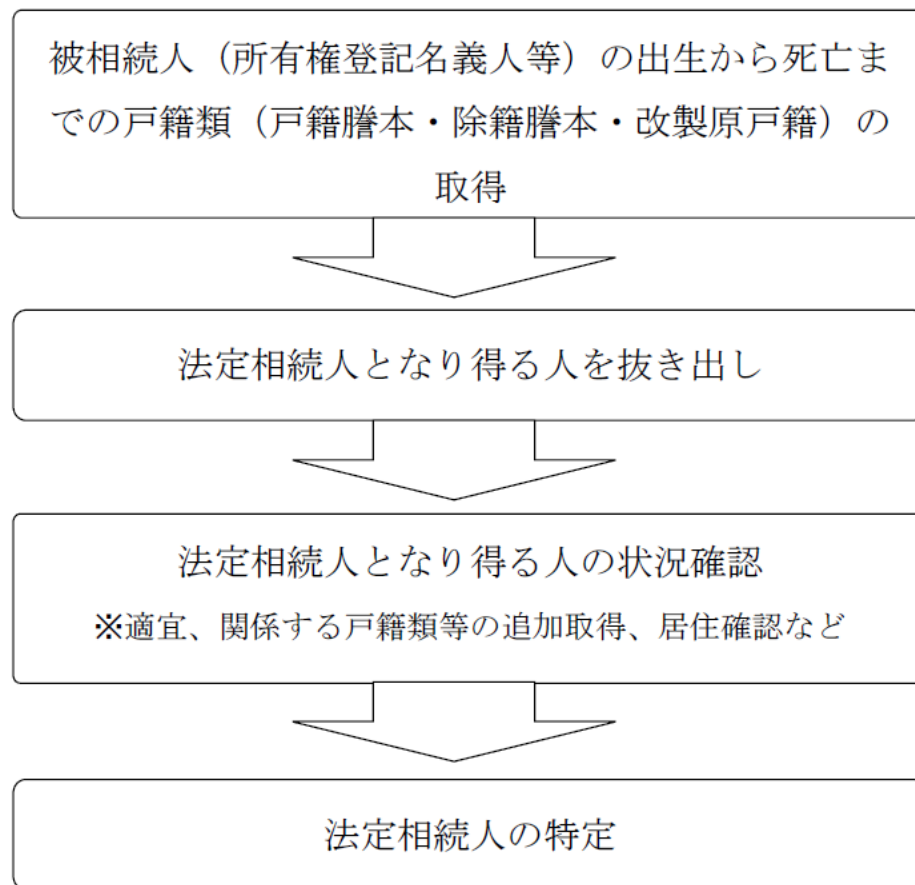 被相続人（所有権登記名義人等）の出生から死亡ま
での戸籍類（戸籍謄本・除籍謄本・改製原戸籍）の
取得
法定相続人となり得る人を抜き出し
法定相続人となり得る人の状況確認
※適宜、関係する戸籍類等の追加取得、居住確認など
法定相続人の特定